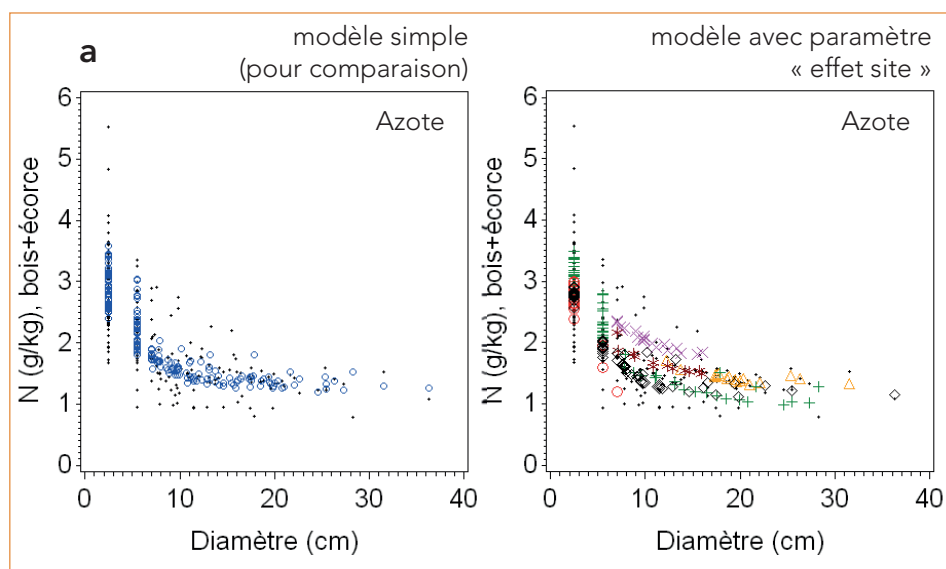 a
modèle simple
(pour comparaison)
modèle avec paramètre
« effet site »
Azote
N (g/kg), bois+écorce
6
5
4
3
2
1
0
0 10 20 30 40
Diamètre (cm)
Azote
N (g/kg), bois+écorce
6
5
4
3
2
1
0
0 10 20 30 40
Diamètre (cm)